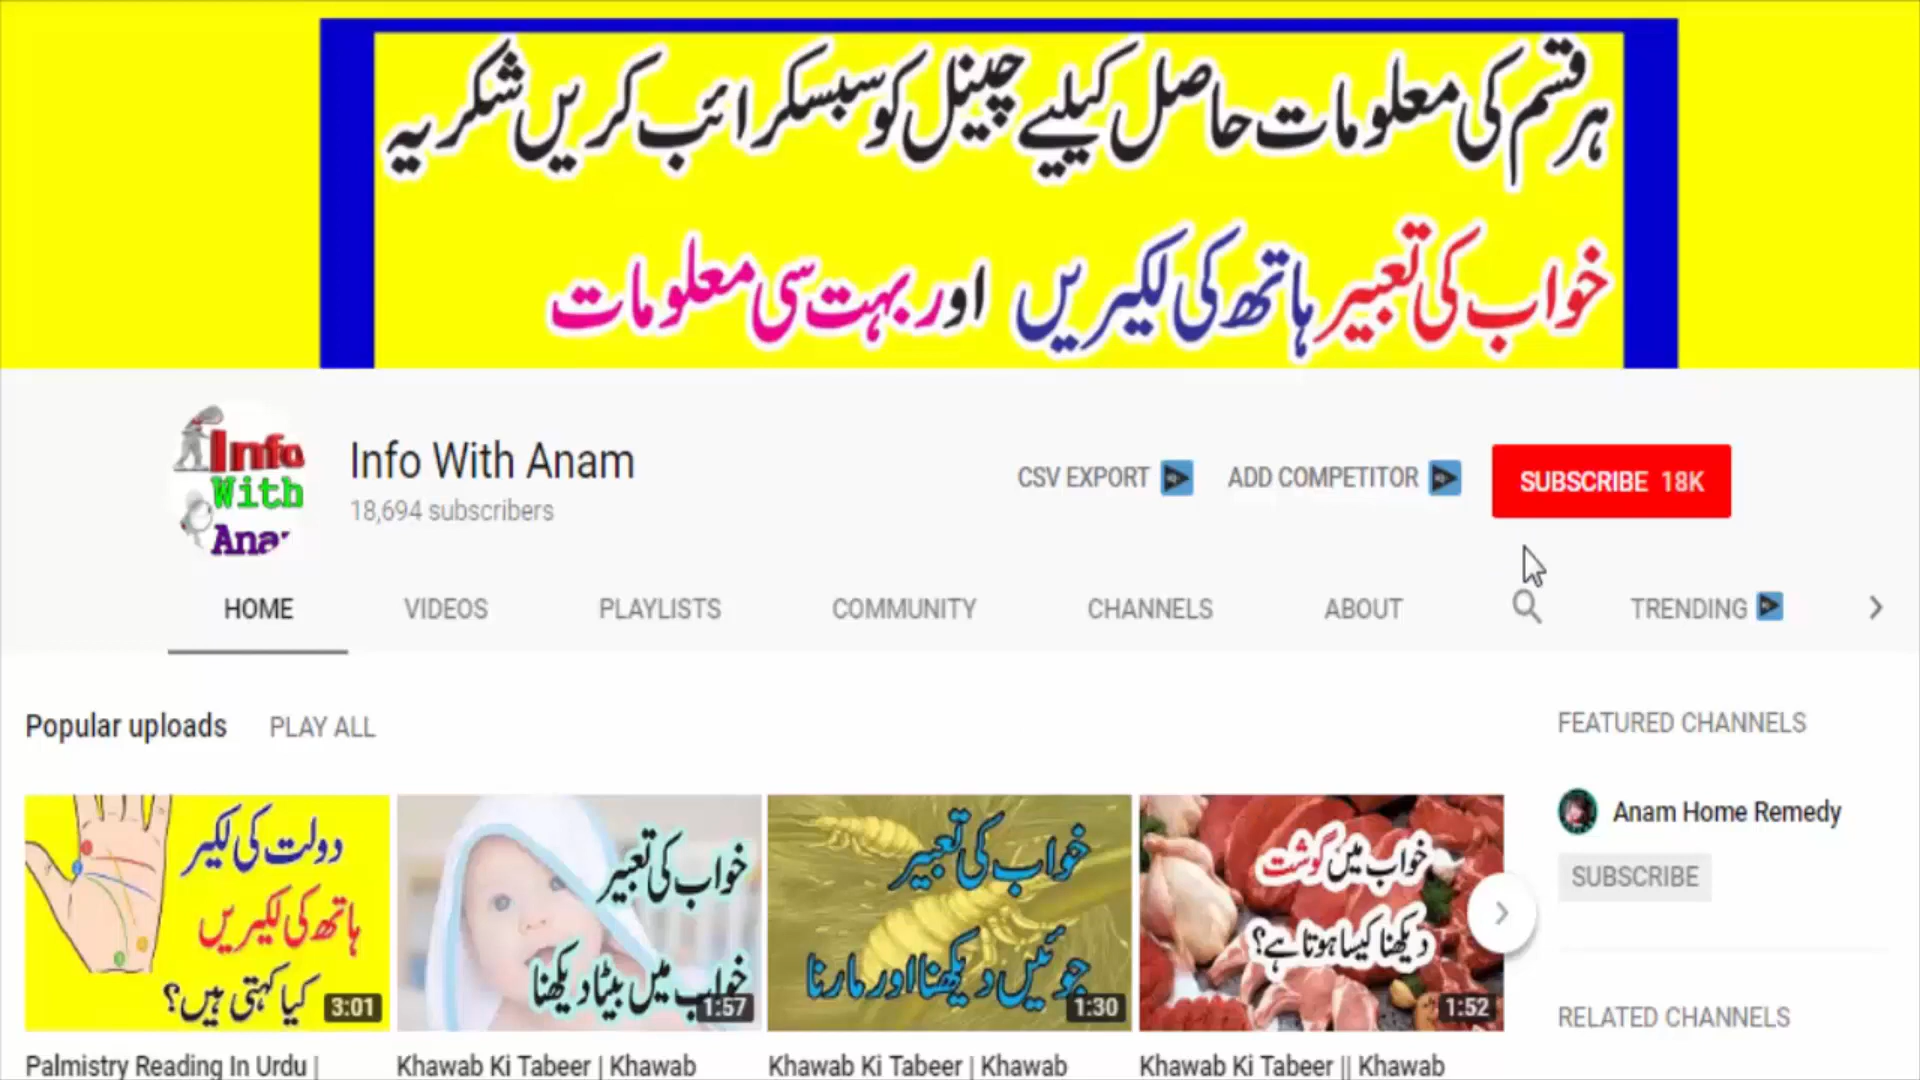 ہر قسم کی معلومات حاصل کیلیے چینل کو سبسکرائب کریں شکریہ
خواب کی تعبیر ہاتھ کی لکیریں اور بہت سی معلومات
Info
With
Ana
Info With Anam
18,694 subscribers
CSV EXPORT
ADD COMPETITOR
SUBSCRIBE 18K
HOME
VIDEOS
PLAYLISTS
COMMUNITY
CHANNELS
ABOUT
TRENDING
Popular uploads
PLAY ALL
دولت کی لکیر
ہاتھ کی لکیریں
کیا کہتی ہیں؟
3:01
Palmistry Reading In Urdu |
خواب کی تعبیر
خواب میں بیٹا دیکھنا
1:57
Khawab Ki Tabeer | Khawab
خواب کی تعبیر
جوئیں دیکھنا اور مارنا
1:30
Khawab Ki Tabeer | Khawab
خواب میں گوشت
دیکھنا کیسا ہوتا ہے؟
1:52
Khawab Ki Tabeer || Khawab
FEATURED CHANNELS
Anam Home Remedy
SUBSCRIBE
RELATED CHANNELS